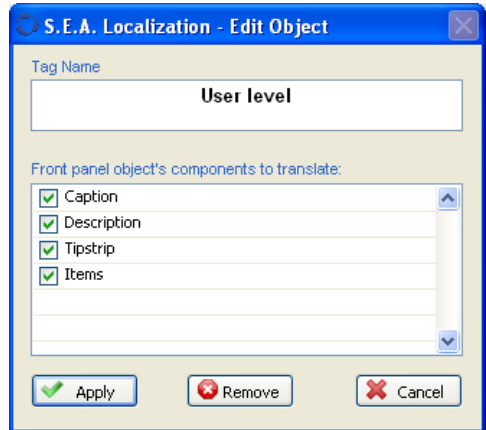 S.E.A. Localization - Edit Object
Tag Name
User level
Front panel object's components to translate:
Caption
Description
Tipstrip
Items
Apply
Remove
Cancel